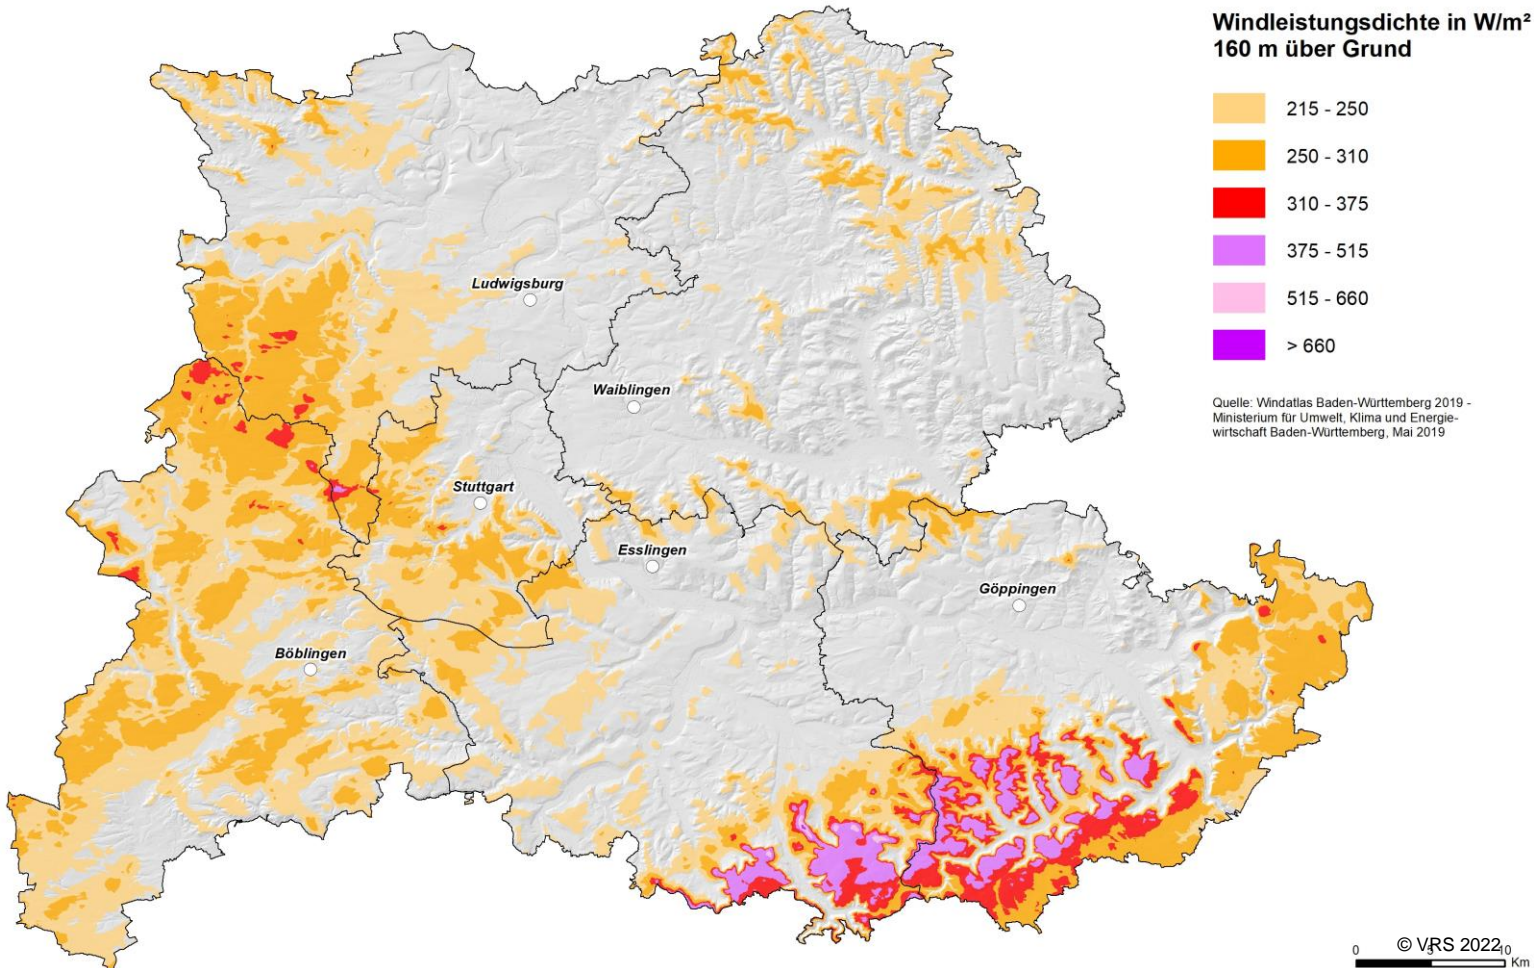 Windleistungsdichte in W/m²
160 m über Grund
215 - 250
250 - 310
310 - 375
375 - 515
515 - 660
> 660
Quelle: Windatlas Baden-Württemberg 2019 -
Ministerium für Umwelt, Klima und Energie-
wirtschaft Baden-Württemberg, Mai 2019
Ludwigsburg
Waiblingen
Stuttgart
Esslingen
Göppingen
Böblingen
© VRS 2022
0 5 10
Km